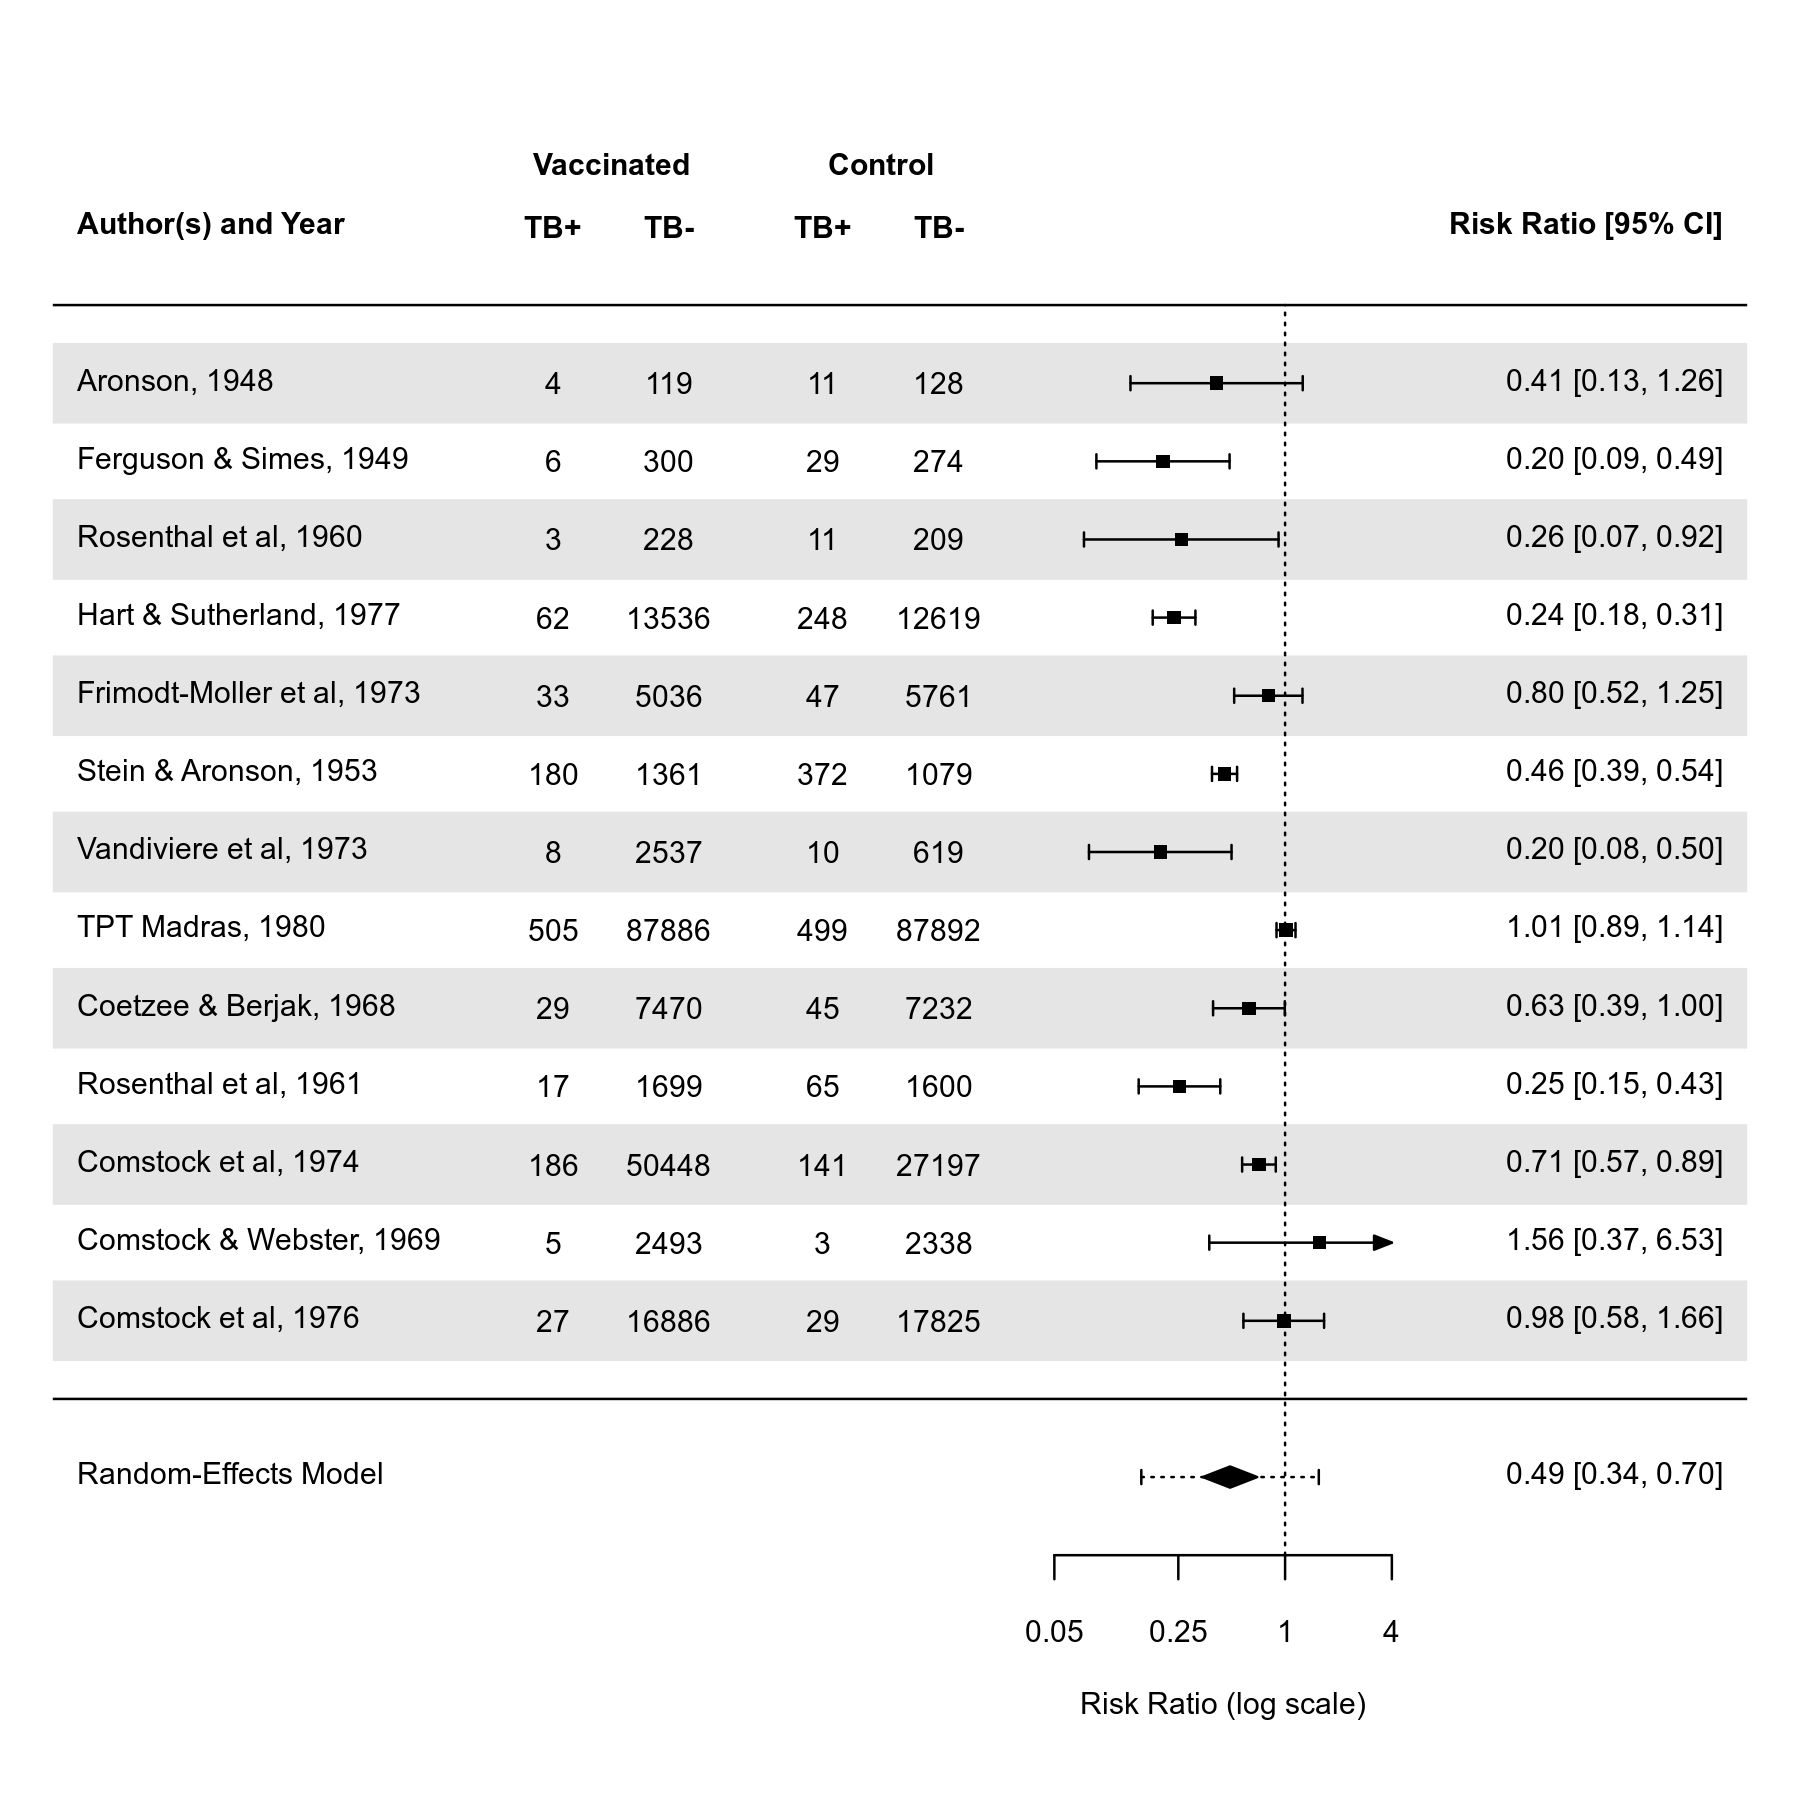 Vaccinated Control
Author(s) and Year TB+ TB- TB+ TB- Risk Ratio [95% CI]
Aronson, 1948 4 119 11 128 0.41 [0.13, 1.26]
Ferguson & Simes, 1949 6 300 29 274 0.20 [0.09, 0.49]
Rosenthal et al, 1960 3 228 11 209 0.26 [0.07, 0.92]
Hart & Sutherland, 1977 62 13536 248 12619 0.24 [0.18, 0.31]
Frimodt-Moller et al, 1973 33 5036 47 5761 0.80 [0.52, 1.25]
Stein & Aronson, 1953 180 1361 372 1079 0.46 [0.39, 0.54]
Vandiviere et al, 1973 8 2537 10 619 0.20 [0.08, 0.50]
TPT Madras, 1980 505 87886 499 87892 1.01 [0.89, 1.14]
Coetzee & Berjak, 1968 29 7470 45 7232 0.63 [0.39, 1.00]
Rosenthal et al, 1961 17 1699 65 1600 0.25 [0.15, 0.43]
Comstock et al, 1974 186 50448 141 27197 0.71 [0.57, 0.89]
Comstock & Webster, 1969 5 2493 3 2338 1.56 [0.37, 6.53]
Comstock et al, 1976 27 16886 29 17825 0.98 [0.58, 1.66]
Random-Effects Model 0.49 [0.34, 0.70]
0.05 0.25 1 4
Risk Ratio (log scale)